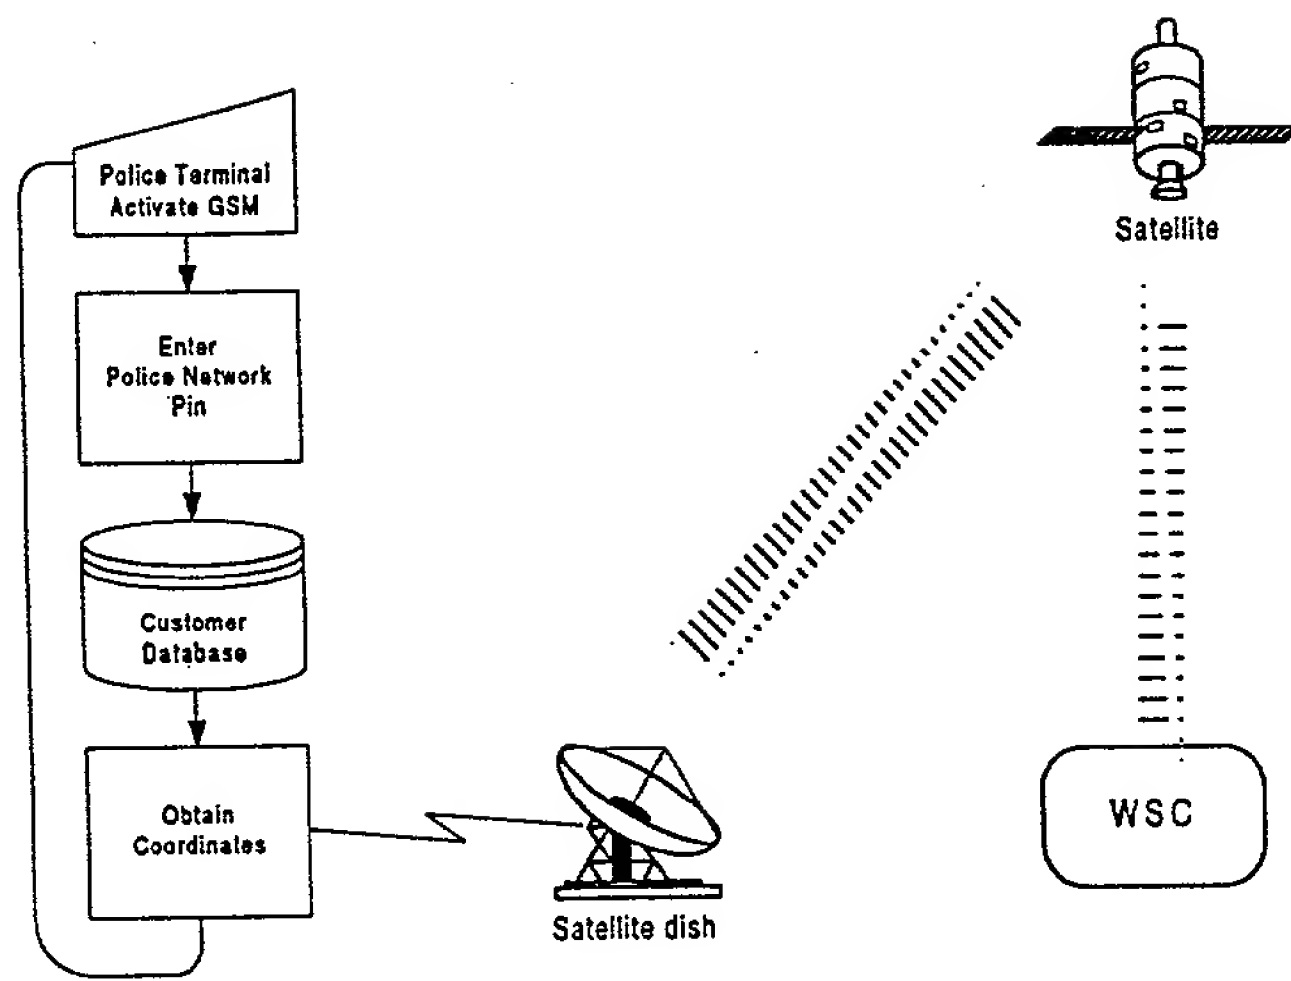 Police Terminal
Activate GSM
Enter
Police Network
Pin
Customer
Database
Obtain
Coordinates
Satellite dish
Satellite
WSC